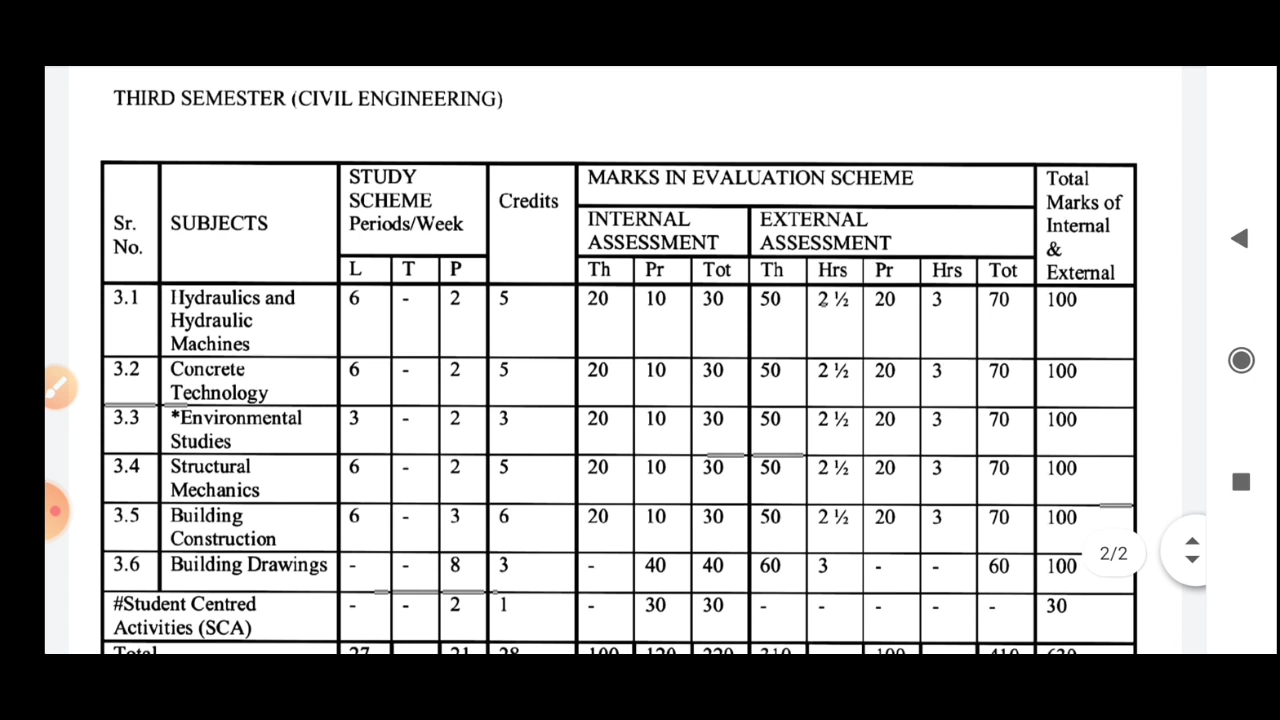 THIRD SEMESTER (CIVIL ENGINEERING)
Sr. No. SUBJECTS STUDY SCHEME Periods/Week Credits MARKS IN EVALUATION SCHEME Total Marks of Internal & External
INTERNAL ASSESSMENT EXTERNAL ASSESSMENT
L T P Th Pr Tot Th Hrs Pr Hrs Tot
3.1 Hydraulics and Hydraulic Machines 6 - 2 5 20 10 30 50 2 ½ 20 3 70 100
3.2 Concrete Technology 6 - 2 5 20 10 30 50 2 ½ 20 3 70 100
3.3 *Environmental Studies 3 - 2 3 20 10 30 50 2 ½ 20 3 70 100
3.4 Structural Mechanics 6 - 2 5 20 10 30 50 2 ½ 20 3 70 100
3.5 Building Construction 6 - 3 6 20 10 30 50 2 ½ 20 3 70 100
3.6 Building Drawings - - 8 3 - 40 40 60 3 - - 60 100
2/2
#Student Centred Activities (SCA) - - 2 1 - 30 30 - - - - - 30
Total 27 21 28